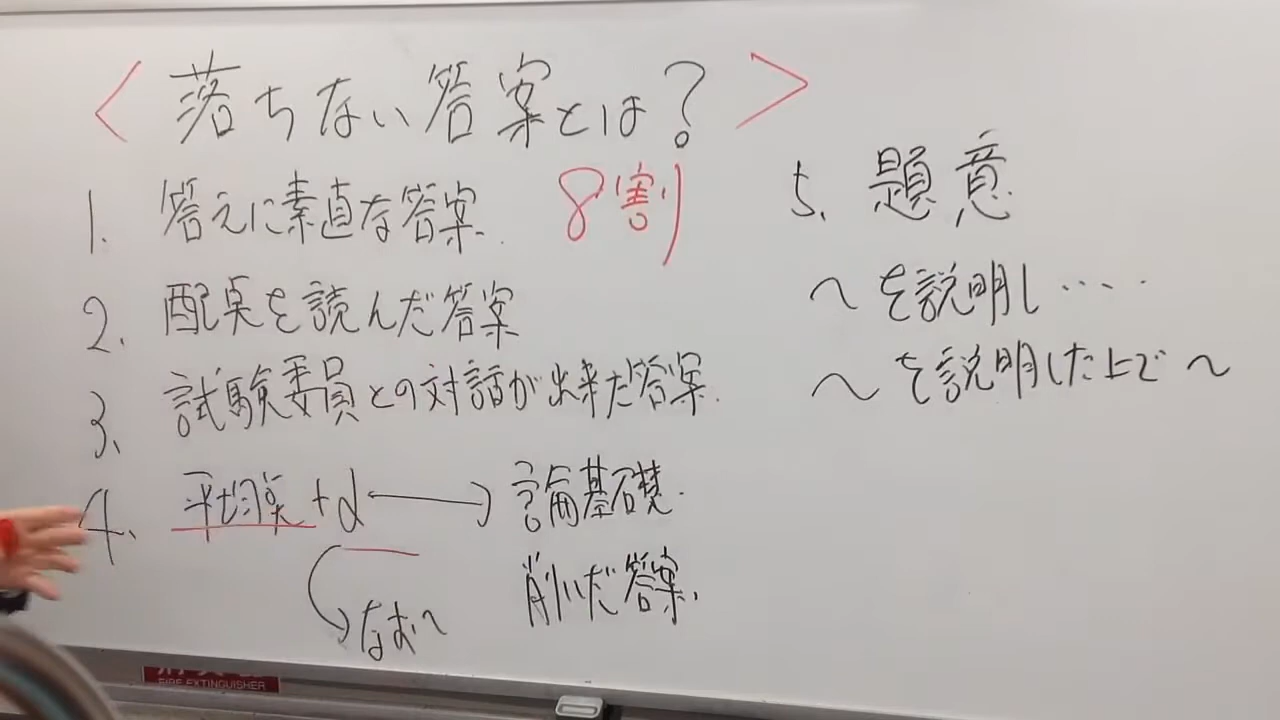 <落ちない答案とは?>
1. 答えに素直な答案. 8割
2. 配点を読んだ答案
3. 試験委員との対話が出来た答案.
4. 平均点+α → 論基礎.
削いだ答案.
なお〜
5. 題意
〜を説明し‥‥
〜を説明した上で〜
FIRE EXTINGUISHER